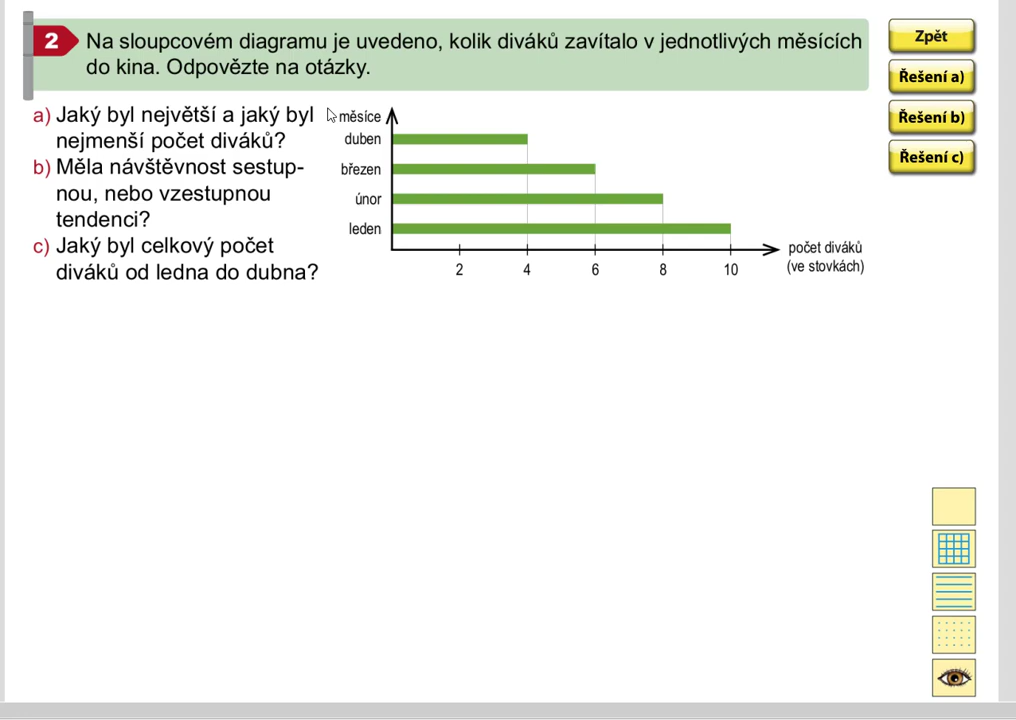 2 Na sloupcovém diagramu je uvedeno, kolik diváků zavítalo v jednotlivých měsících
do kina. Odpovězte na otázky.
Zpět
Řešení a)
Řešení b)
Řešení c)
a) Jaký byl největší a jaký byl
nejmenší počet diváků?
b) Měla návštěvnost sestup-
nou, nebo vzestupnou
tendenci?
c) Jaký byl celkový počet
diváků od ledna do dubna?
měsíce
duben
březen
únor
leden
2 4 6 8 10
počet diváků
(ve stovkách)